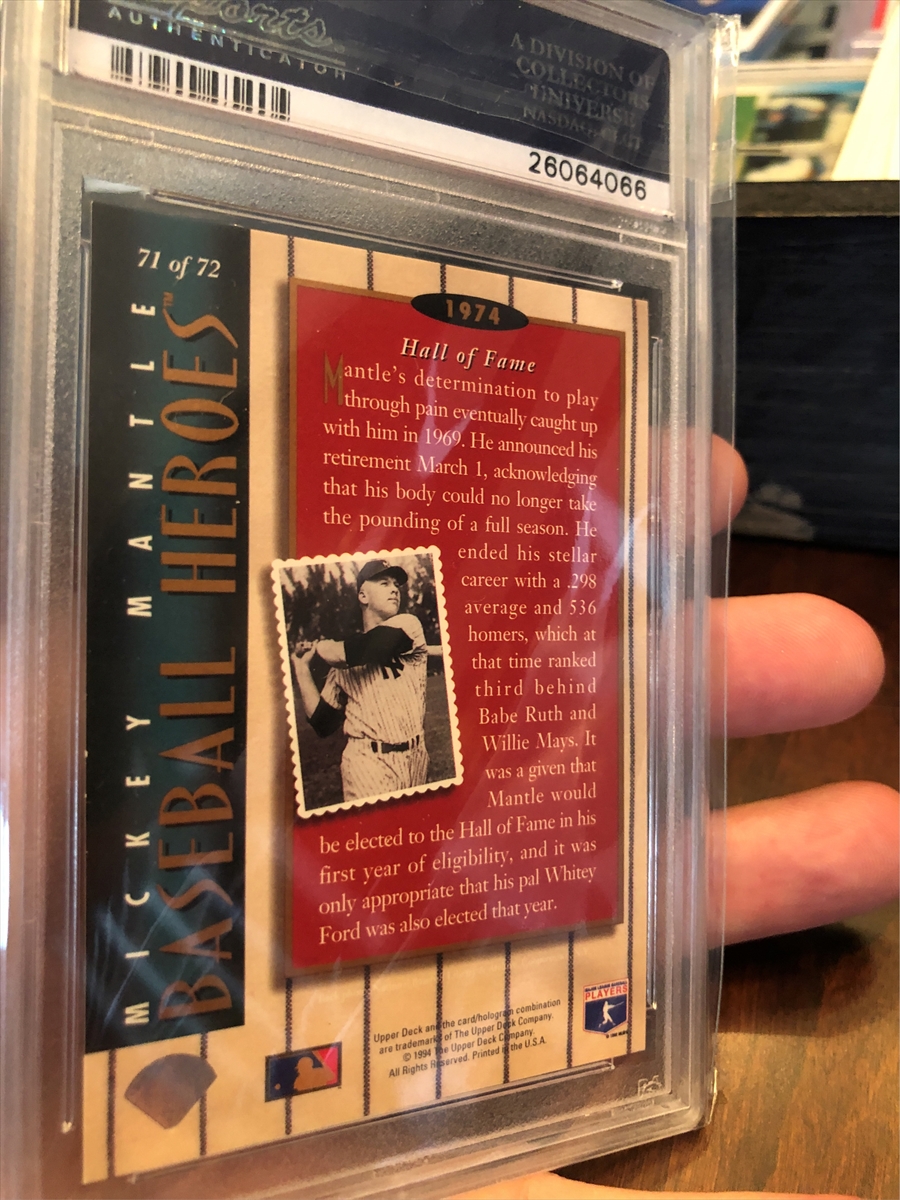 AUTHENTICATOR
A DIVISION OF
COLLECTORS
UNIVERSE
26064066
71 of 72
MICKEY MANTLE
BASEBALL HEROES™
1974
Hall of Fame
Mantle's determination to play
through pain eventually caught up
with him in 1969. He announced his
retirement March 1, acknowledging
that his body could no longer take
the pounding of a full season. He
ended his stellar
career with a .298
average and 536
homers, which at
that time ranked
third behind
Babe Ruth and
Willie Mays. It
was a given that
Mantle would
be elected to the Hall of Fame in his
first year of eligibility, and it was
only appropriate that his pal Whitey
Ford was also elected that year.
Upper Deck and the card/hologram combination
are trademarks of The Upper Deck Company.
© 1994 The Upper Deck Company.
All Rights Reserved. Printed in the U.S.A.
MAJOR LEAGUE BASEBALL
PLAYERS